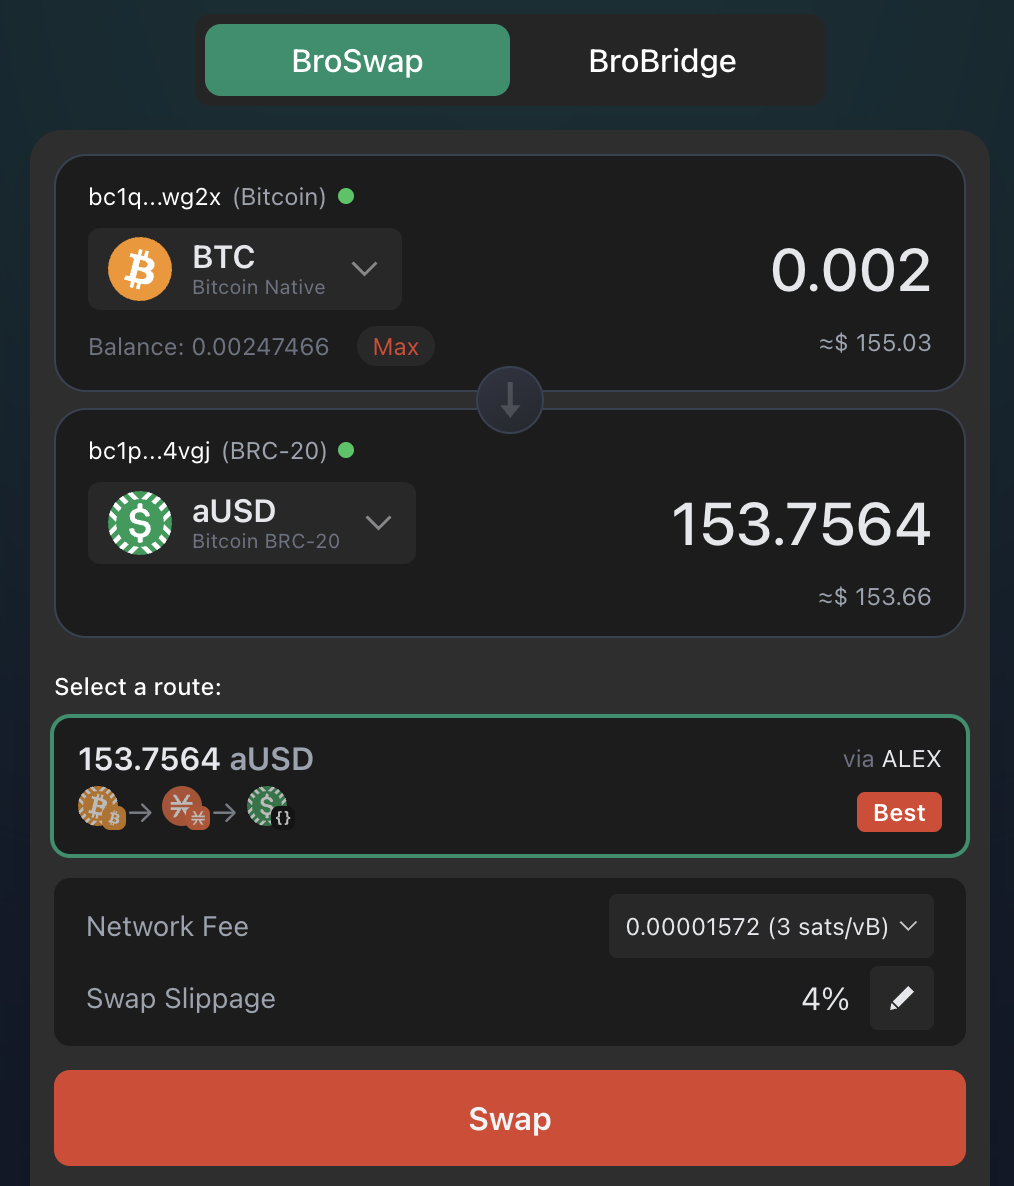 BroSwap BroBridge
bc1q...wg2x (Bitcoin)
BTC
Bitcoin Native
0.002
Balance: 0.00247466 Max
≈$ 155.03
bc1p...4vgj (BRC-20)
aUSD
Bitcoin BRC-20
153.7564
≈$ 153.66
Select a route:
153.7564 aUSD
via ALEX
Best
Network Fee 0.00001572 (3 sats/vB)
Swap Slippage 4%
Swap